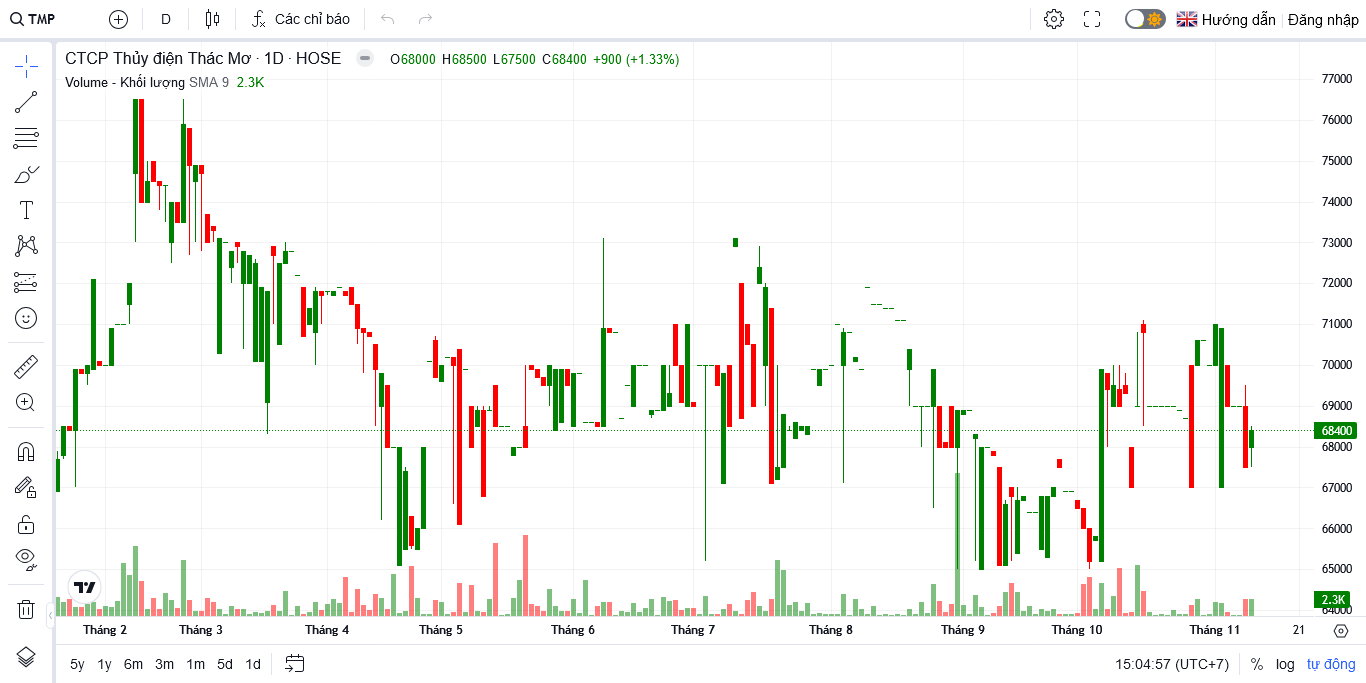 TMP D Các chỉ báo Hướng dẫn Đăng nhập
CTCP Thủy điện Thác Mơ · 1D · HOSE O68000 H68500 L67500 C68400 +900 (+1.33%)
Volume - Khối lượng SMA 9 2.3K
77000
76000
75000
74000
73000
72000
71000
70000
69000
68400
68000
67000
66000
65000
2.3K
64000
Tháng 2 Tháng 3 Tháng 4 Tháng 5 Tháng 6 Tháng 7 Tháng 8 Tháng 9 Tháng 10 Tháng 11 21
5y 1y 6m 3m 1m 5d 1d 15:04:57 (UTC+7) % log tự động